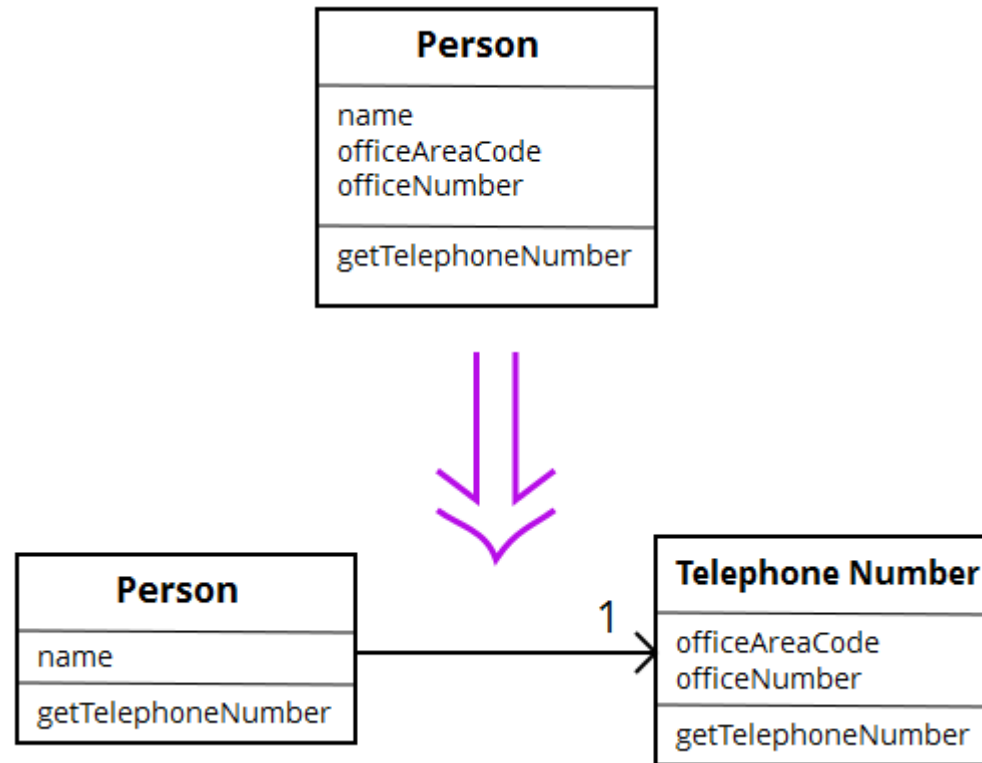 Person
name
officeAreaCode
officeNumber
getTelephoneNumber
Person
name
getTelephoneNumber
1
Telephone Number
officeAreaCode
officeNumber
getTelephoneNumber